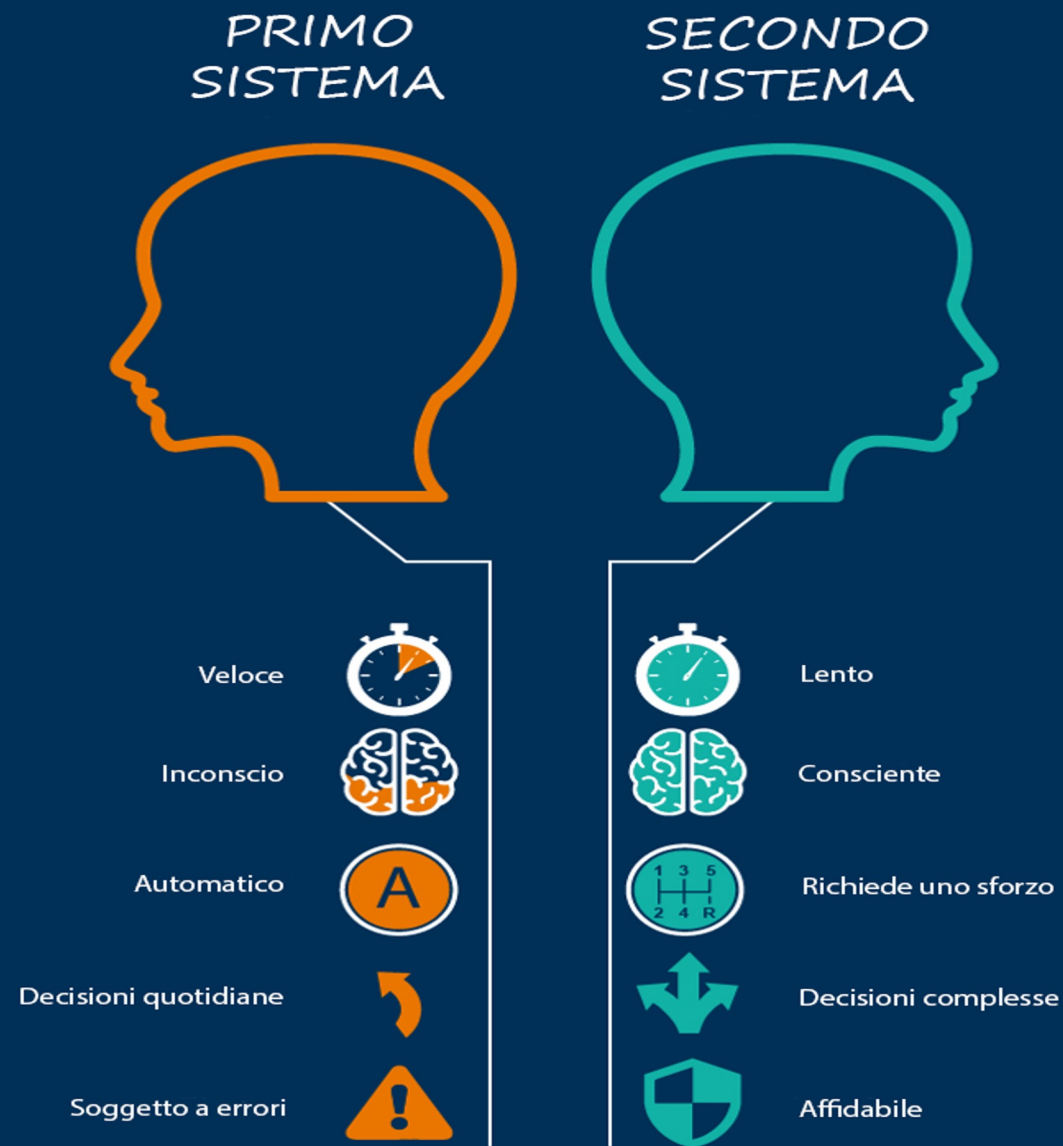 PRIMO
SISTEMA
SECONDO
SISTEMA
Veloce
Inconscio
Automatico
A
Decisioni quotidiane
Soggetto a errori
!
Lento
Consciente
1 3 5
2 4 R
Richiede uno sforzo
Decisioni complesse
Affidabile